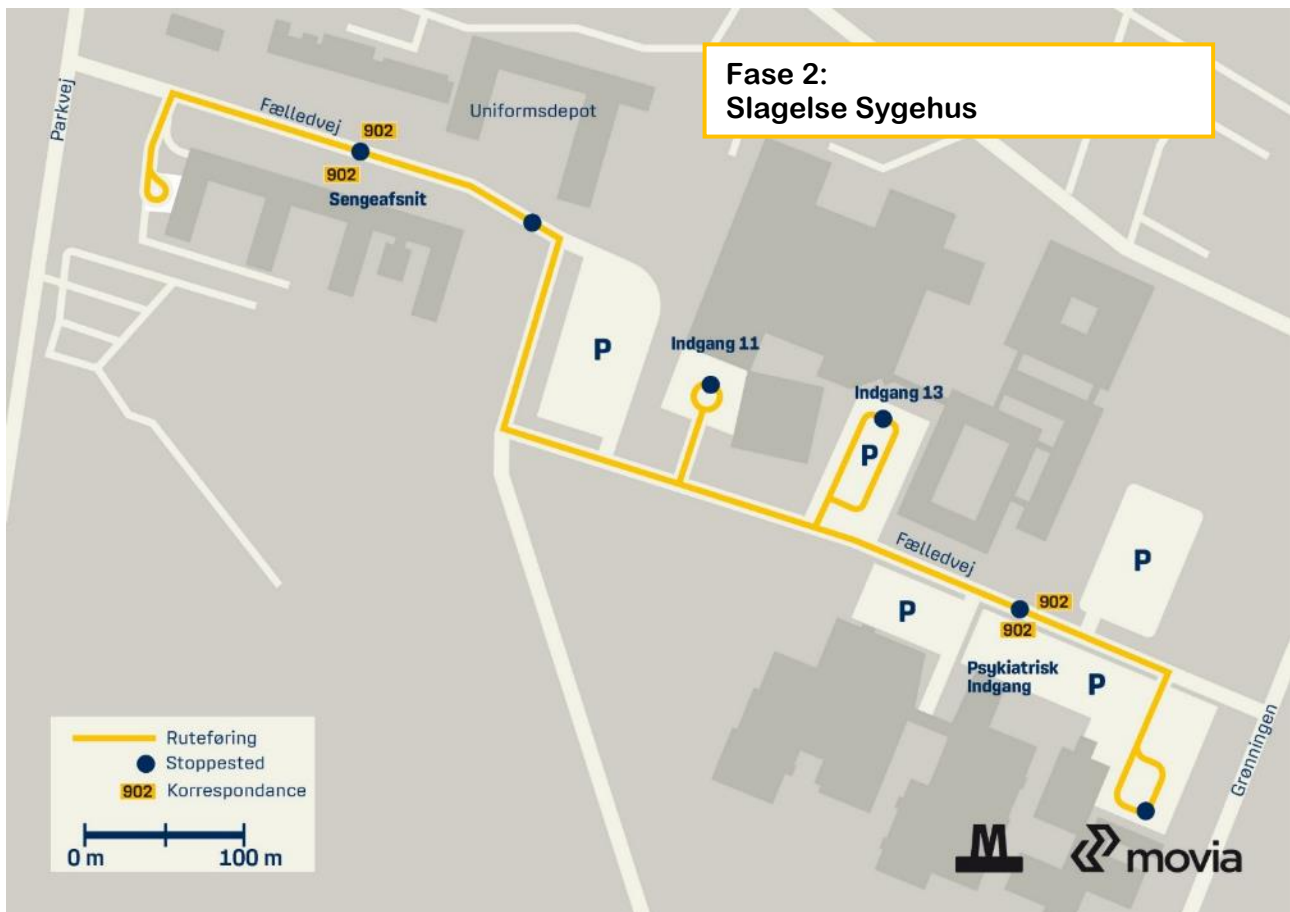 Fase 2:
Slagelse Sygehus
Parkvej
Fælledvej
902
902
Sengeafsnit
Uniformsdepot
P
Indgang 11
Indgang 13
P
Fælledvej
P
P
902
902
Psykiatrisk
Indgang
P
Grønningen
Ruteføring
Stoppested
902 Korrespondance
0 m 100 m
M
movia